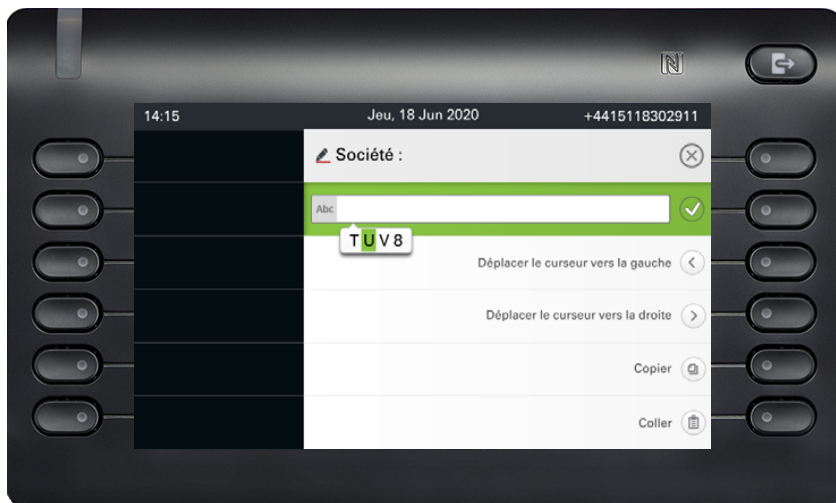 14:15 Jeu, 18 Jun 2020 +4415118302911
Société :
Abc
T U V 8
Déplacer le curseur vers la gauche
Déplacer le curseur vers la droite
Copier
Coller